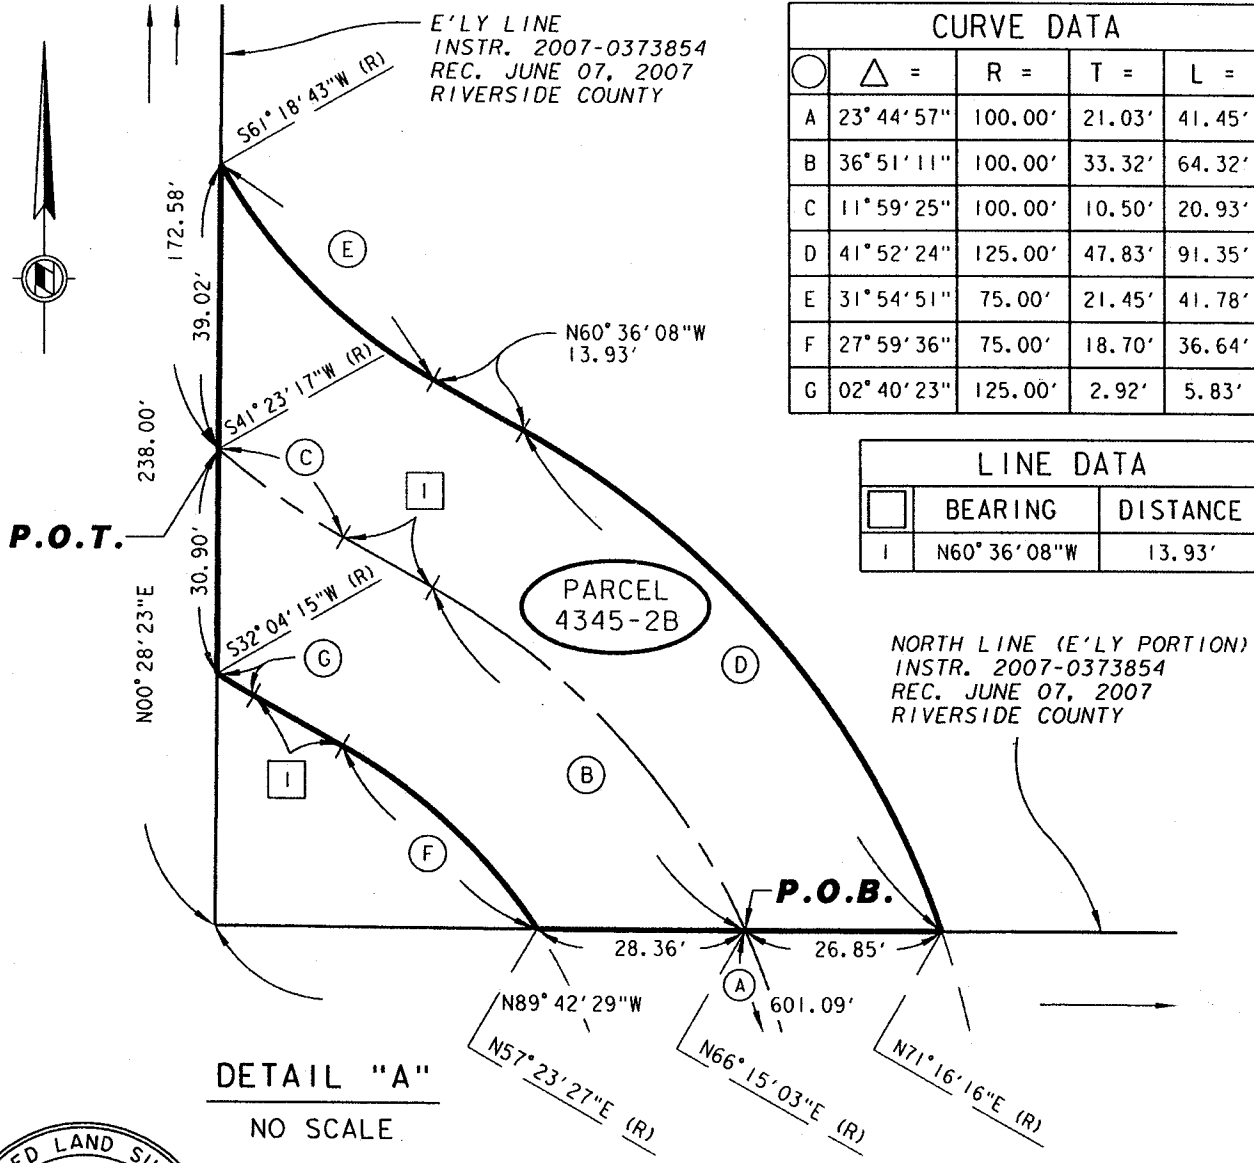 E'LY LINE
INSTR. 2007-0373854
REC. JUNE 07, 2007
RIVERSIDE COUNTY
CURVE DATA
△ = R = T = L =
A 23°44'57" 100.00' 21.03' 41.45'
B 36°51'11" 100.00' 33.32' 64.32'
C 11°59'25" 100.00' 10.50' 20.93'
D 41°52'24" 125.00' 47.83' 91.35'
E 31°54'51" 75.00' 21.45' 41.78'
F 27°59'36" 75.00' 18.70' 36.64'
G 02°40'23" 125.00' 2.92' 5.83'
LINE DATA
BEARING DISTANCE
1 N60°36'08"W 13.93'
S61°18'43"W (R)
172.58'
39.02'
E
N60°36'08"W
13.93'
S41°23'17"W (R)
238.00'
C
1
P.O.T.
30.90'
S32°04'15"W (R)
N00°28'23"E
G
1
PARCEL
4345-2B
D
B
F
NORTH LINE (E'LY PORTION)
INSTR. 2007-0373854
REC. JUNE 07, 2007
RIVERSIDE COUNTY
P.O.B.
28.36'
26.85'
A
N89°42'29"W
601.09'
N57°23'27"E (R)
N66°15'03"E (R)
N71°16'16"E (R)
DETAIL "A"
NO SCALE
ED LAND SU